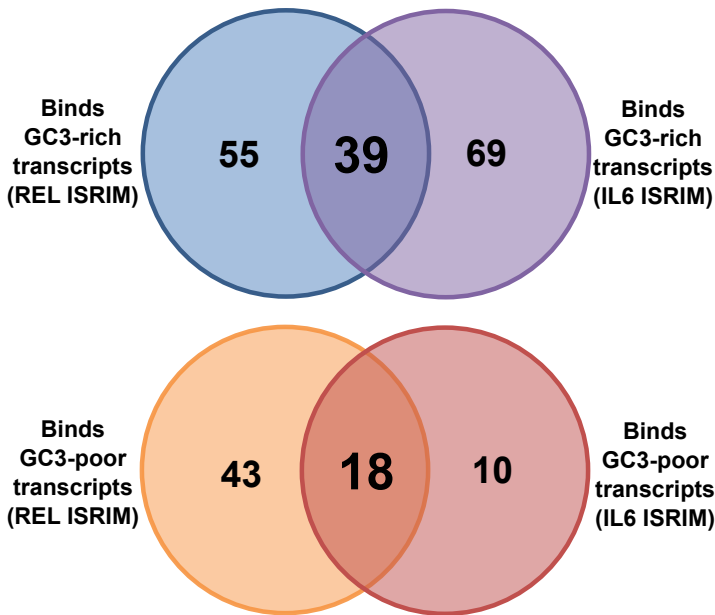 Binds
GC3-rich
transcripts
(REL ISRIM)
55
39
69
Binds
GC3-rich
transcripts
(IL6 ISRIM)
Binds
GC3-poor
transcripts
(REL ISRIM)
43
18
10
Binds
GC3-poor
transcripts
(IL6 ISRIM)